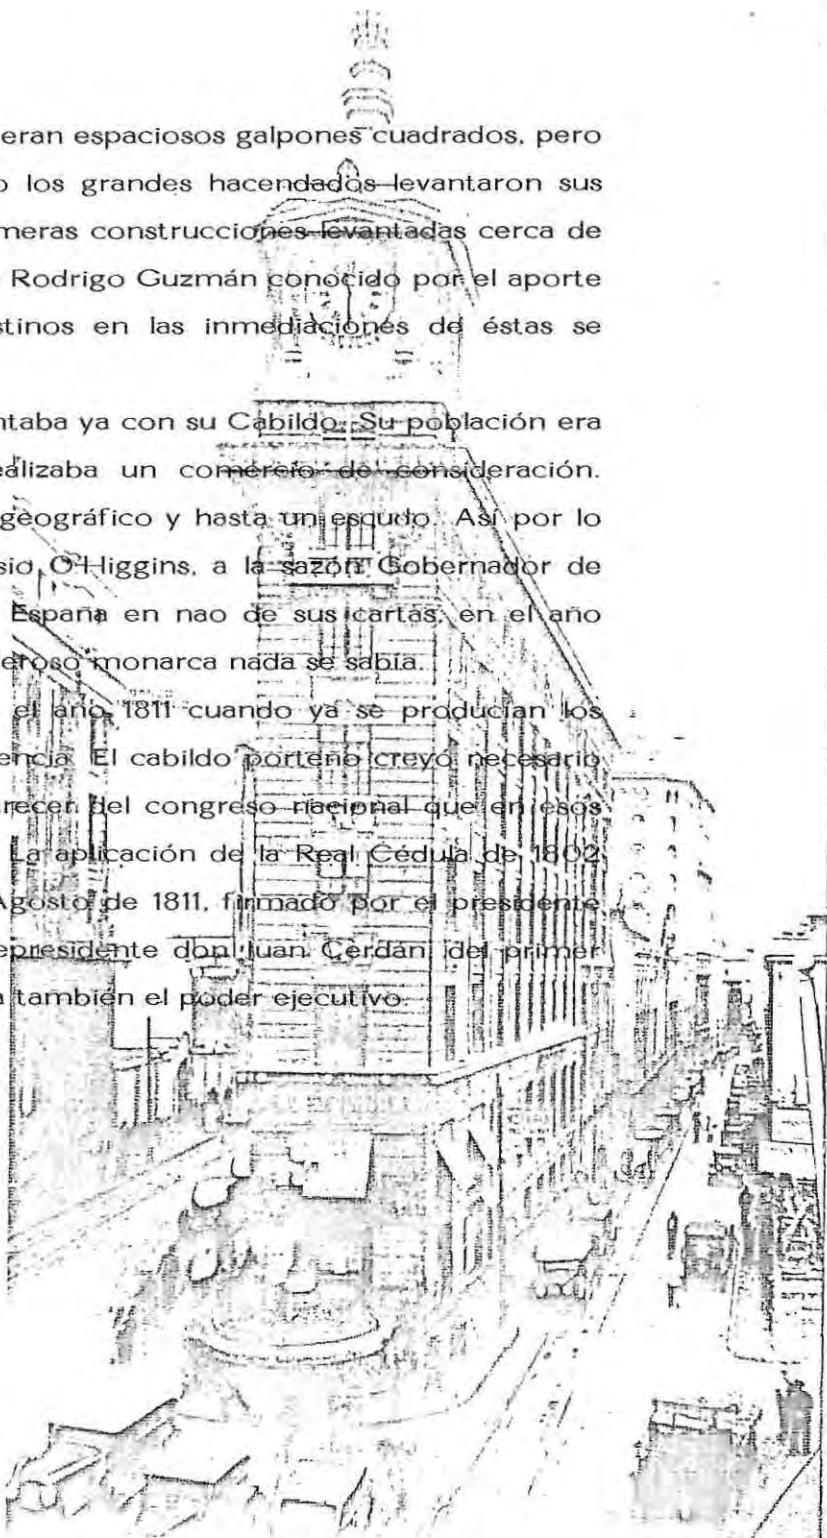 eran espaciosos galpones cuadrados, pero
o los grandes hacendados levantaron sus
meras construcciones levantadas cerca de
Rodrigo Guzmán conocido por el aporte
stinos en las inmediaciones de éstas se
ntaba ya con su Cabildo. Su población era
ealizaba un comercio de consideración.
geográfico y hasta un escudo. Así por lo
sio O'Higgins, a la sazón Gobernador de
España en nao de sus cartas, en el año
eroso monarca nada se sabía.
el año 1811 cuando ya se producían los
encia. El cabildo porteño creyó necesario
recer del congreso nacional que en esos
La aplicación de la Real Cédula de 1802
Agosto de 1811, firmado por el presidente
epresidente don Juan Cerdán del primer
a también el poder ejecutivo.